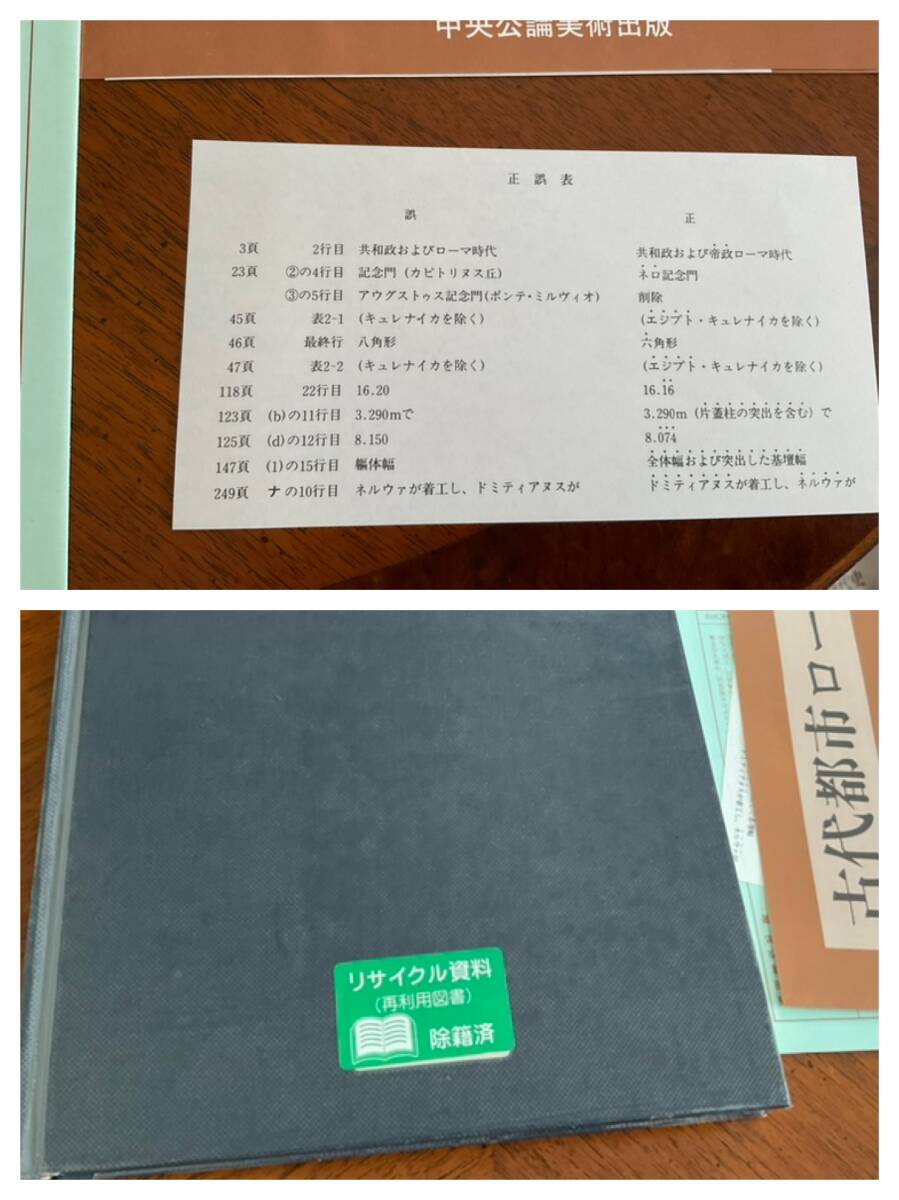 中央公論美術出版
正誤表
誤 正
3頁 2行目 共和政およびローマ時代 共和政および帝政ローマ時代
23頁 ②の4行目 記念門 (カピトリヌス丘) ネロ記念門
③の5行目 アウグストゥス記念門(ポンテ・ミルヴィオ) 削除
45頁 表2-1 (キュレナイカを除く) (エジプト・キュレナイカを除く)
46頁 最終行 八角形 六角形
47頁 表2-2 (キュレナイカを除く) (エジプト・キュレナイカを除く)
118頁 22行目 16.20 16.16
123頁 (b)の11行目 3.290mで 3.290m (片蓋柱の突出を含む) で
125頁 (d)の12行目 8.150 8.074
147頁 (1)の15行目 軀体幅 全体幅および突出した基壇幅
249頁 ナの10行目 ネルウァが着工し、ドミティアヌスが ドミティアヌスが着工し、ネルウァが
古代都市ロー
リサイクル資料
(再利用図書)
除籍済